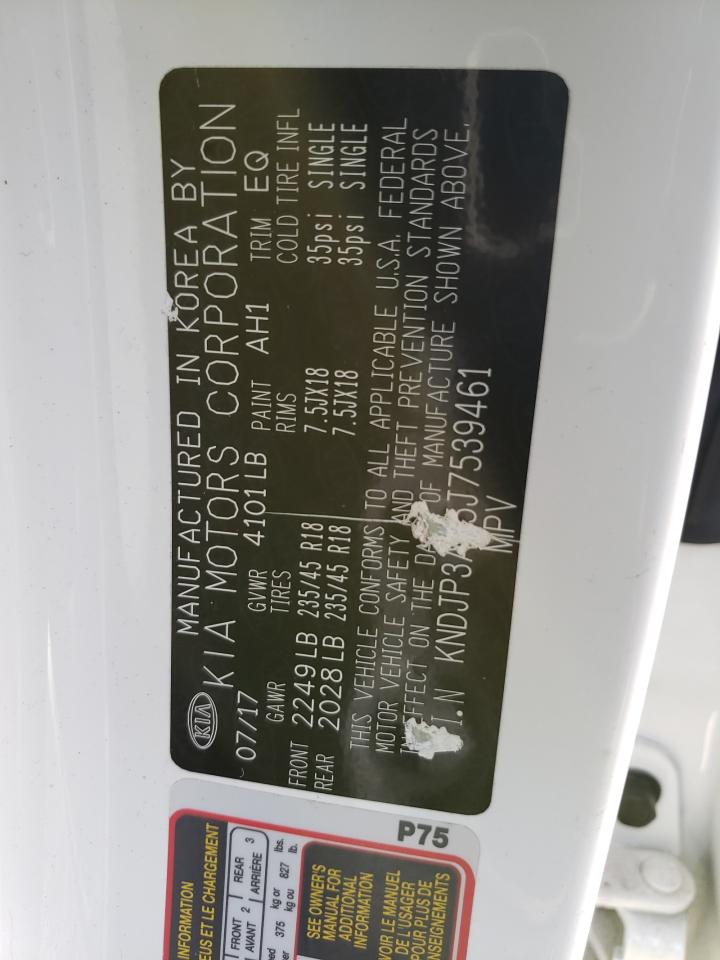 KIA
MANUFACTURED IN KOREA BY
KIA MOTORS CORPORATION
07/17 GVWR 4101LB PAINT AH1 TRIM EQ
GAWR TIRES RIMS COLD TIRE INFL
FRONT 2249LB 235/45 R18 7.5JX18 35psi SINGLE
REAR 2028LB 235/45 R18 7.5JX18 35psi SINGLE
THIS VEHICLE CONFORMS TO ALL APPLICABLE U.S.A. FEDERAL
MOTOR VEHICLE SAFETY AND THEFT PREVENTION STANDARDS
EFFECT ON THE OF MANUFACTURE SHOWN ABOVE.
I.N KNDJP3 J7539461
MPV
P75
INFORMATION
EUS ET LE CHARGEMENT
FRONT 2 REAR 3
AVANT 2 ARRIÈRE 3
375 kg or 827 lbs.
kg ou lb.
SEE OWNER'S
MANUAL FOR
ADDITIONAL
INFORMATION
VOIR LE MANUEL
DE L'USAGER
POUR PLUS DE
NSEIGNEMENTS